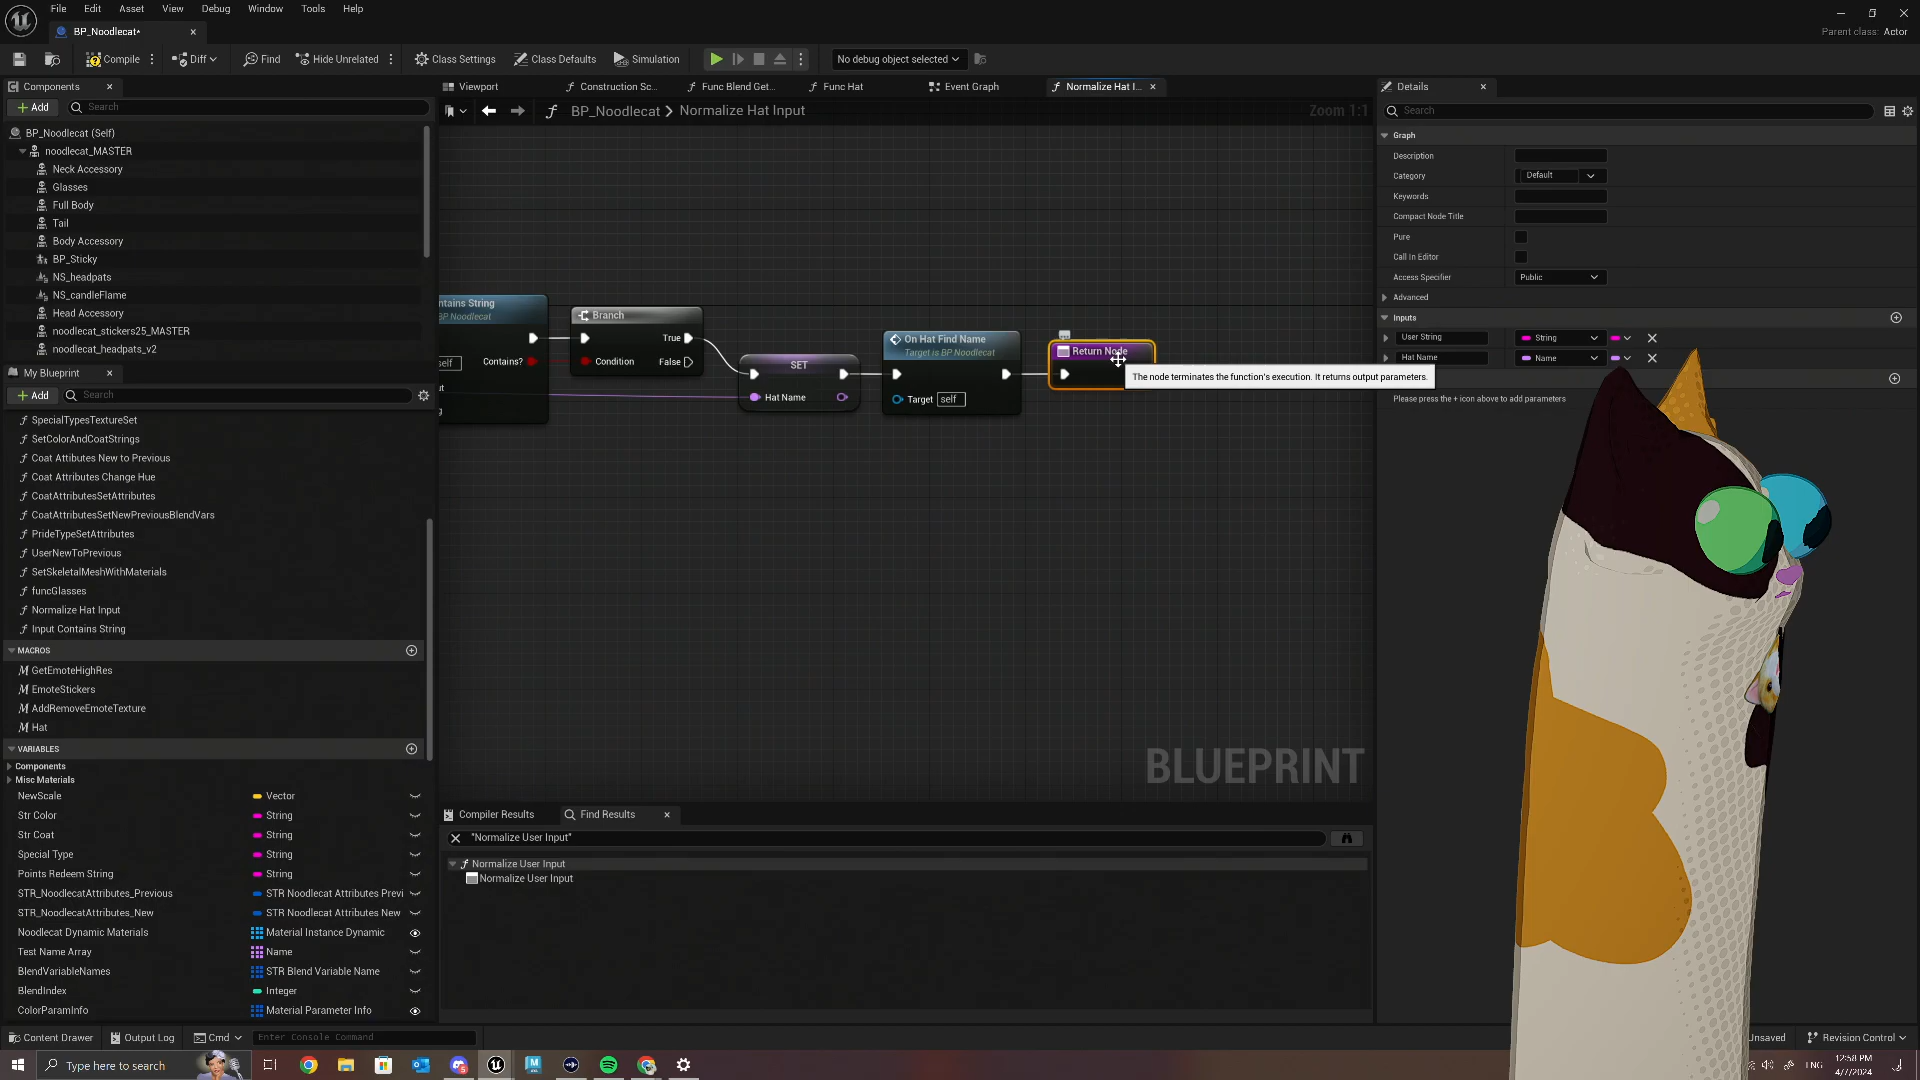 File Edit Asset View Debug Window Tools Help
BP_Noodlecat*
Parent class: Actor
Compile Diff Find Hide Unrelated Class Settings Class Defaults Simulation No debug object selected
Components
Add Search
BP_Noodlecat (Self)
noodlecat_MASTER
Neck Accessory
Glasses
Full Body
Tail
Body Accessory
BP_Sticky
NS_headpats
NS_candleFlame
Head Accessory
noodlecat_stickers25_MASTER
noodlecat_headpats_v2
My Blueprint
Add Search
SpecialTypesTextureSet
SetColorAndCoatStrings
Coat Attibutes New to Previous
Coat Attributes Change Hue
CoatAttributesSetAttributes
CoatAttributesSetNewPreviousBlendVars
PrideTypeSetAttributes
UserNewToPrevious
SetSkeletalMeshWithMaterials
funcGlasses
Normalize Hat Input
Input Contains String
MACROS
GetEmoteHighRes
EmoteStickers
AddRemoveEmoteTexture
Hat
VARIABLES
Components
Misc Materials
NewScale Vector
Str Color String
Str Coat String
Special Type String
Points Redeem String String
STR_NoodlecatAttributes_Previous STR Noodlecat Attributes Previ
STR_NoodlecatAttributes_New STR Noodlecat Attributes New
Noodlecat Dynamic Materials Material Instance Dynamic
Test Name Array Name
BlendVariableNames STR Blend Variable Name
BlendIndex Integer
ColorParamInfo Material Parameter Info
Viewport Construction Sc... Func Blend Get... Func Hat Event Graph Normalize Hat I...
BP_Noodlecat > Normalize Hat Input Zoom 1:1
ntains String
BP Noodlecat
self Contains?
ut
g
Branch
True
Condition False
SET
Hat Name
On Hat Find Name
Target is BP Noodlecat
Target self
Return Node
The node terminates the function's execution. It returns output parameters.
BLUEPRINT
Compiler Results Find Results
"Normalize User Input"
Normalize User Input
Normalize User Input
Details
Search
Graph
Description
Category Default
Keywords
Compact Node Title
Pure
Call In Editor
Access Specifier Public
Advanced
Inputs
User String String
Hat Name Name
Please press the + icon above to add parameters
Content Drawer Output Log Cmd Enter Console Command Unsaved Revision Control
Type here to search
ENG
12:58 PM
4/7/2024